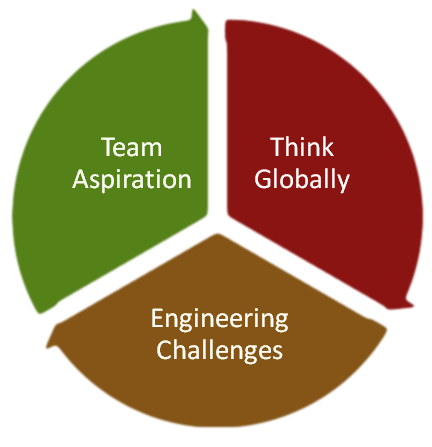 Team
Aspiration
Think
Globally
Engineering
Challenges